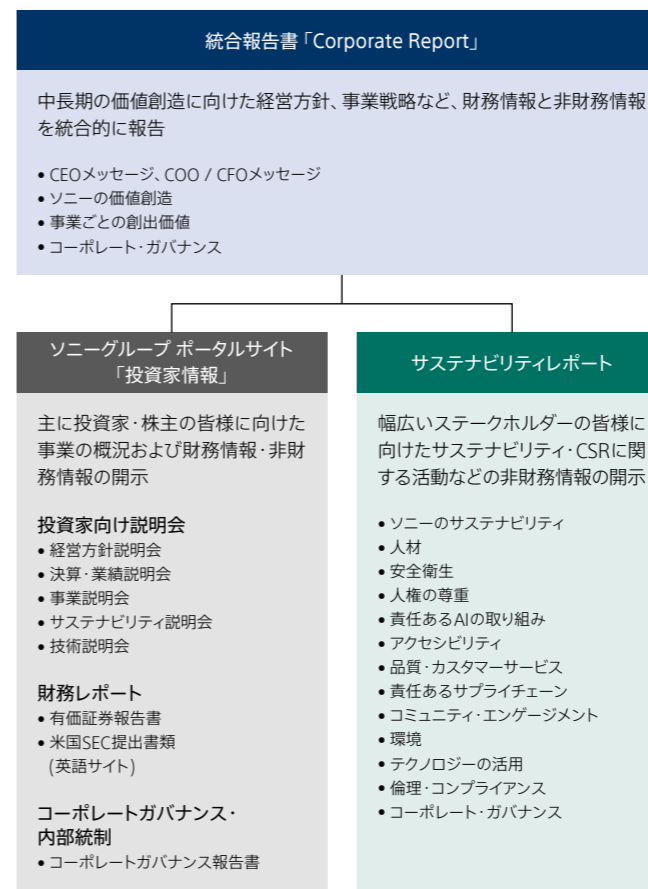 統合報告書「Corporate Report」
中長期の価値創造に向けた経営方針、事業戦略など、財務情報と非財務情報
を統合的に報告
• CEOメッセージ、COO / CFOメッセージ
• ソニーの価値創造
• 事業ごとの創出価値
• コーポレート・ガバナンス
ソニーグループ ポータルサイト
「投資家情報」
主に投資家・株主の皆様に向けた
事業の概況および財務情報・非財
務情報の開示
投資家向け説明会
• 経営方針説明会
• 決算・業績説明会
• 事業説明会
• サステナビリティ説明会
• 技術説明会
財務レポート
• 有価証券報告書
• 米国SEC提出書類
(英語サイト)
コーポレートガバナンス・
内部統制
• コーポレートガバナンス報告書
サステナビリティレポート
幅広いステークホルダーの皆様に
向けたサステナビリティ・CSRに関
する活動などの非財務情報の開示
• ソニーのサステナビリティ
• 人材
• 安全衛生
• 人権の尊重
• 責任あるAIの取り組み
• アクセシビリティ
• 品質・カスタマーサービス
• 責任あるサプライチェーン
• コミュニティ・エンゲージメント
• 環境
• テクノロジーの活用
• 倫理・コンプライアンス
• コーポレート・ガバナンス